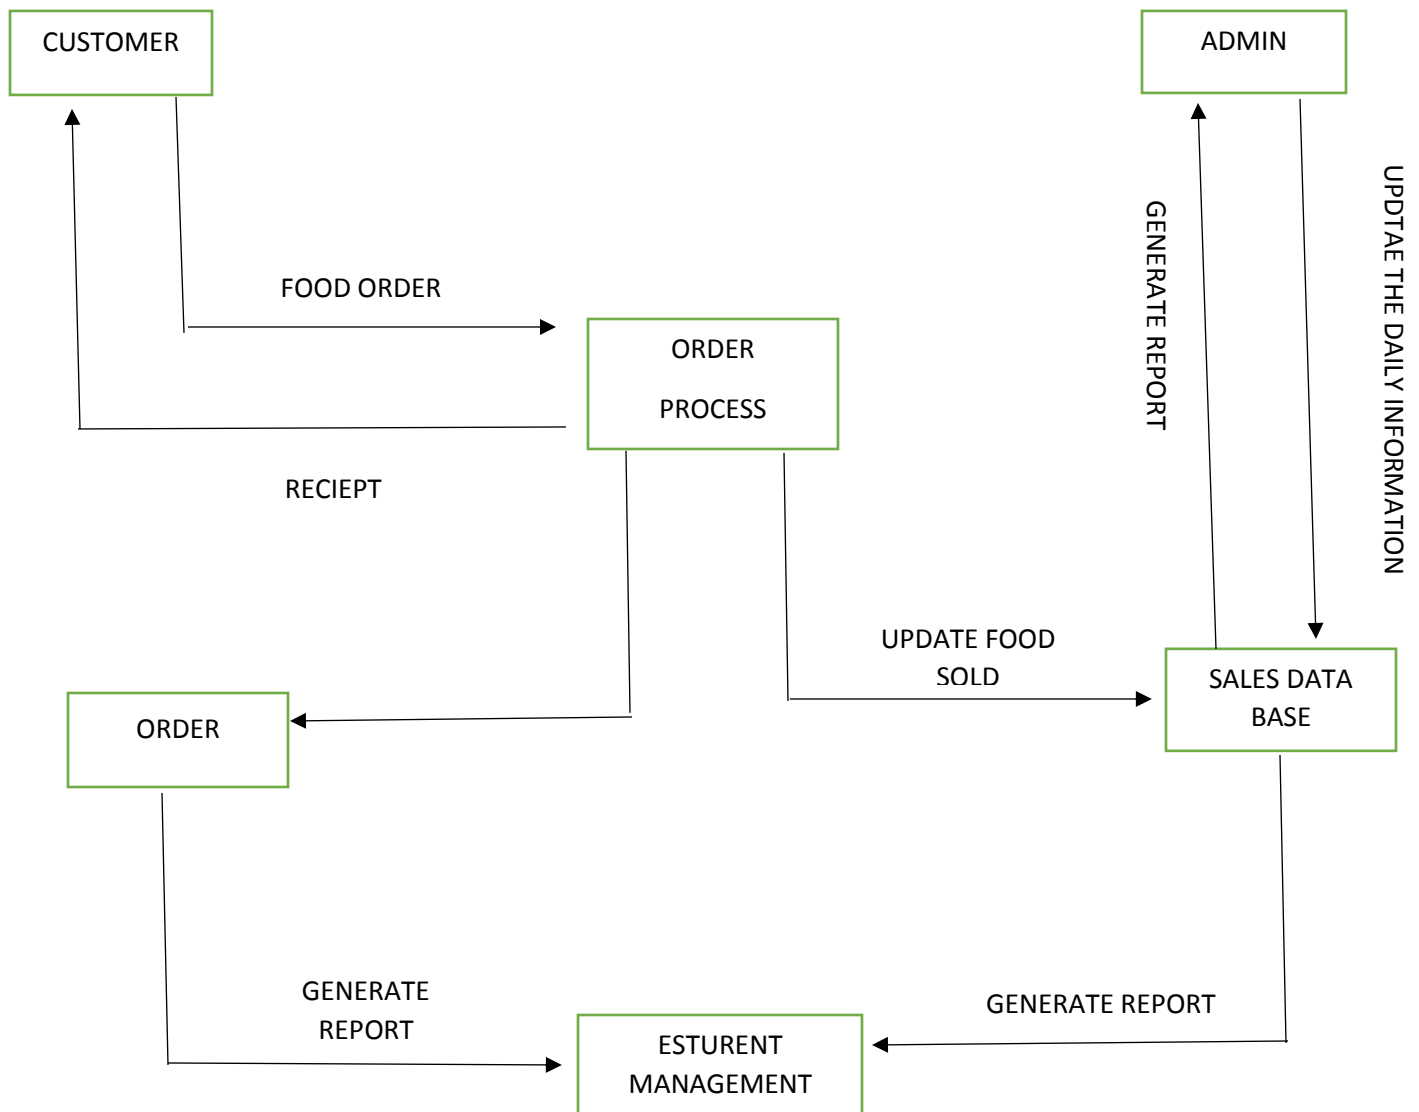 CUSTOMER
ADMIN
FOOD ORDER
ORDER
PROCESS
RECIEPT
GENERATE REPORT
UPDTAE THE DAILY INFORMATION
UPDATE FOOD
SOLD
SALES DATA
BASE
ORDER
GENERATE
REPORT
GENERATE REPORT
ESTURENT
MANAGEMENT